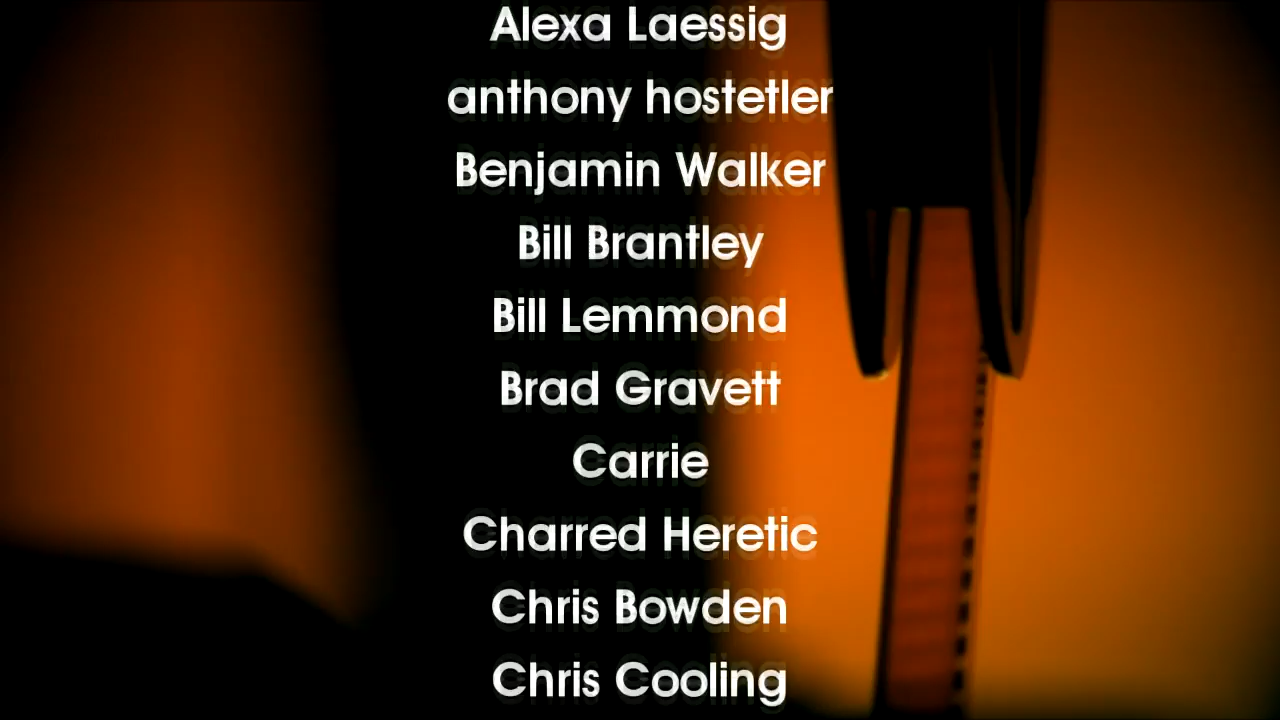 Alexa Laessig
anthony hostetler
Benjamin Walker
Bill Brantley
Bill Lemmond
Brad Gravett
Carrie
Charred Heretic
Chris Bowden
Chris Cooling